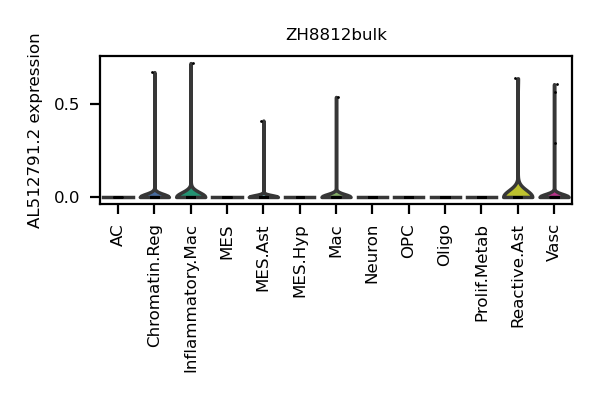 ZH8812bulk
AL512791.2 expression
0.5
0.0
AC
Chromatin.Reg
Inflammatory.Mac
MES
MES.Ast
MES.Hyp
Mac
Neuron
OPC
Oligo
Prolif.Metab
Reactive.Ast
Vasc